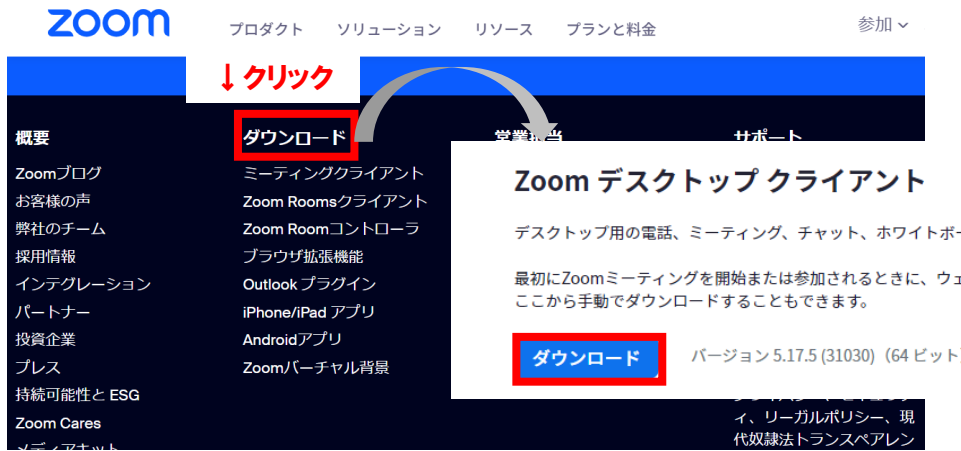 zoom
プロダクト ソリューション リソース プランと料金 参加
↓クリック
概要
Zoomブログ
お客様の声
弊社のチーム
採用情報
インテグレーション
パートナー
投資企業
プレス
持続可能性と ESG
Zoom Cares
メディアキット
ダウンロード
ミーティングクライアント
Zoom Roomsクライアント
Zoom Roomコントローラ
ブラウザ拡張機能
Outlook プラグイン
iPhone/iPad アプリ
Androidアプリ
Zoomバーチャル背景
営業担当
サポート
Zoom デスクトップ クライアント
デスクトップ用の電話、ミーティング、チャット、ホワイトボー
最初にZoomミーティングを開始または参加されるときに、ウェ
ここから手動でダウンロードすることもできます。
ダウンロード
バージョン 5.17.5 (31030)（64 ビット
ィ、リーガルポリシー、現
代奴隷法トランスペアレン